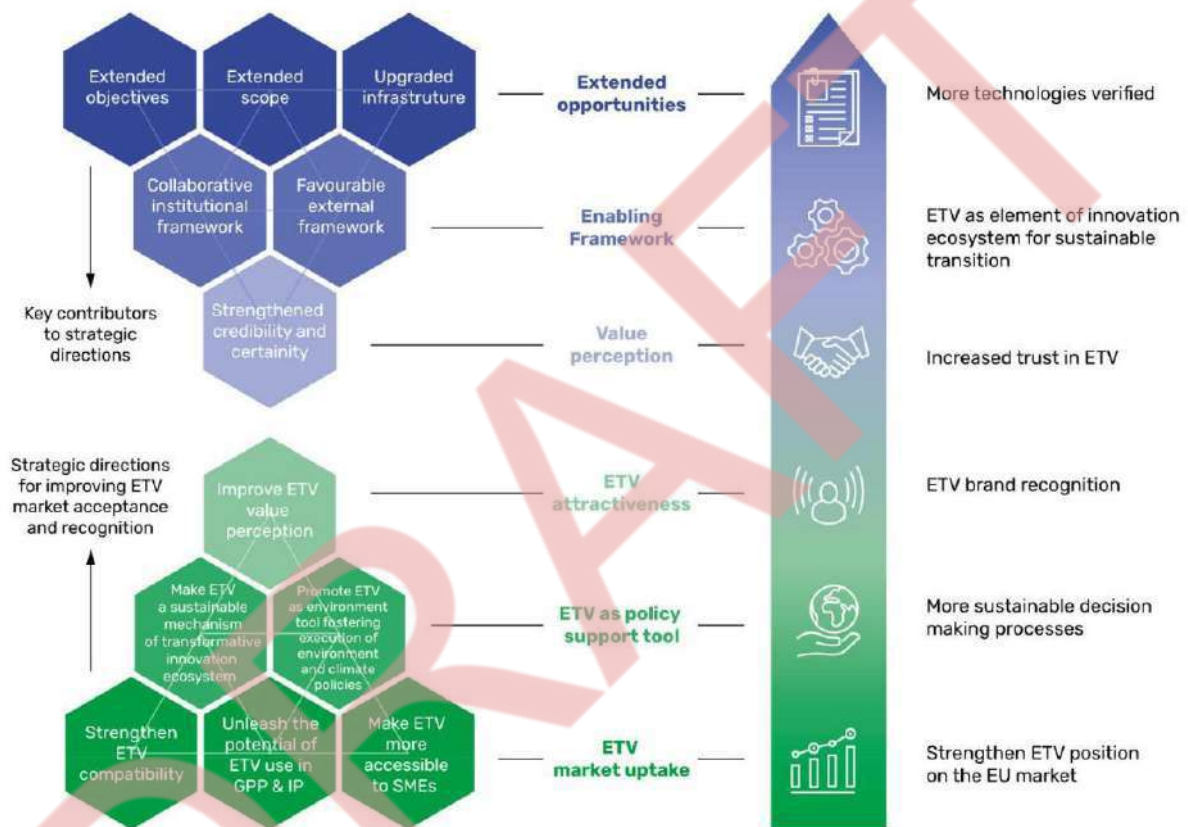 Extended
objectives
Extended
scope
Upgraded
infrastruture
Extended
opportunities
More technologies verified
Collaborative
institutional
framework
Favourable
external
framework
Enabling
Framework
ETV as element of innovation
ecosystem for sustainable
transition
Key contributors
to strategic
directions
Strengthened
credibility and
certainity
Value
perception
Increased trust in ETV
Strategic directions
for improving ETV
market acceptance
and recognition
Improve ETV
value
perception
ETV
attractiveness
ETV brand recognition
Make ETV
a sustainable
mechanism
of transformative
innovation
ecosystem
Promote ETV
as environment
tool fostering
execution of
environment
and climate
policies
ETV as policy
support tool
More sustainable decision
making processes
Strengthen
ETV
compatibility
Unleash the
potential of
ETV use in
GPP & IP
Make ETV
more
accessible
to SMEs
ETV
market uptake
Strengthen ETV position
on the EU market
DRAFT